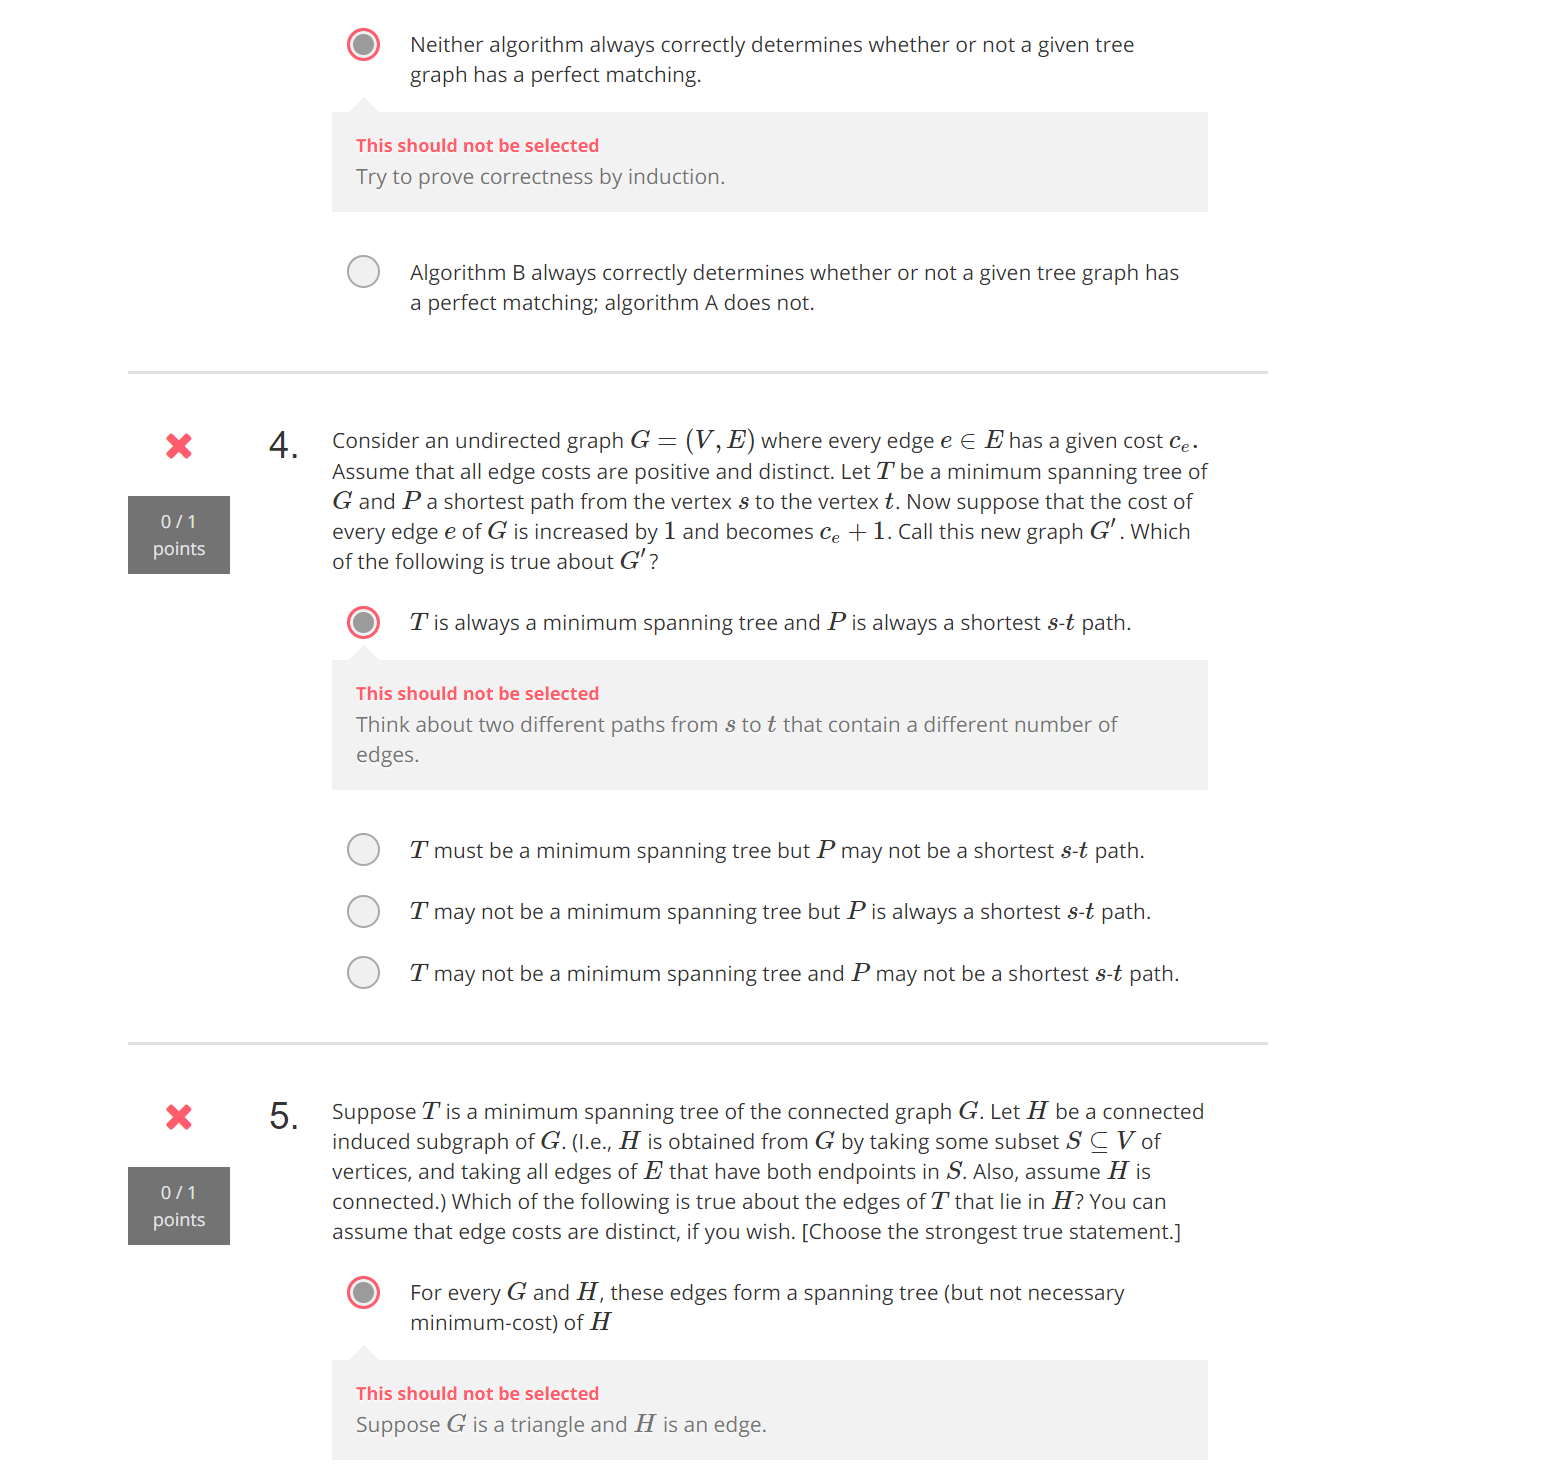 Neither algorithm always correctly determines whether or not a given tree
graph has a perfect matching.
This should not be selected
Try to prove correctness by induction.
Algorithm B always correctly determines whether or not a given tree graph has
a perfect matching; algorithm A does not.
4.
0 / 1
points
Consider an undirected graph G = (V, E) where every edge e ∈ E has a given cost cₑ.
Assume that all edge costs are positive and distinct. Let T be a minimum spanning tree of
G and P a shortest path from the vertex s to the vertex t. Now suppose that the cost of
every edge e of G is increased by 1 and becomes cₑ + 1. Call this new graph G′. Which
of the following is true about G′?
T is always a minimum spanning tree and P is always a shortest s-t path.
This should not be selected
Think about two different paths from s to t that contain a different number of
edges.
T must be a minimum spanning tree but P may not be a shortest s-t path.
T may not be a minimum spanning tree but P is always a shortest s-t path.
T may not be a minimum spanning tree and P may not be a shortest s-t path.
5.
0 / 1
points
Suppose T is a minimum spanning tree of the connected graph G. Let H be a connected
induced subgraph of G. (I.e., H is obtained from G by taking some subset S ⊆ V of
vertices, and taking all edges of E that have both endpoints in S. Also, assume H is
connected.) Which of the following is true about the edges of T that lie in H? You can
assume that edge costs are distinct, if you wish. [Choose the strongest true statement.]
For every G and H, these edges form a spanning tree (but not necessary
minimum-cost) of H
This should not be selected
Suppose G is a triangle and H is an edge.